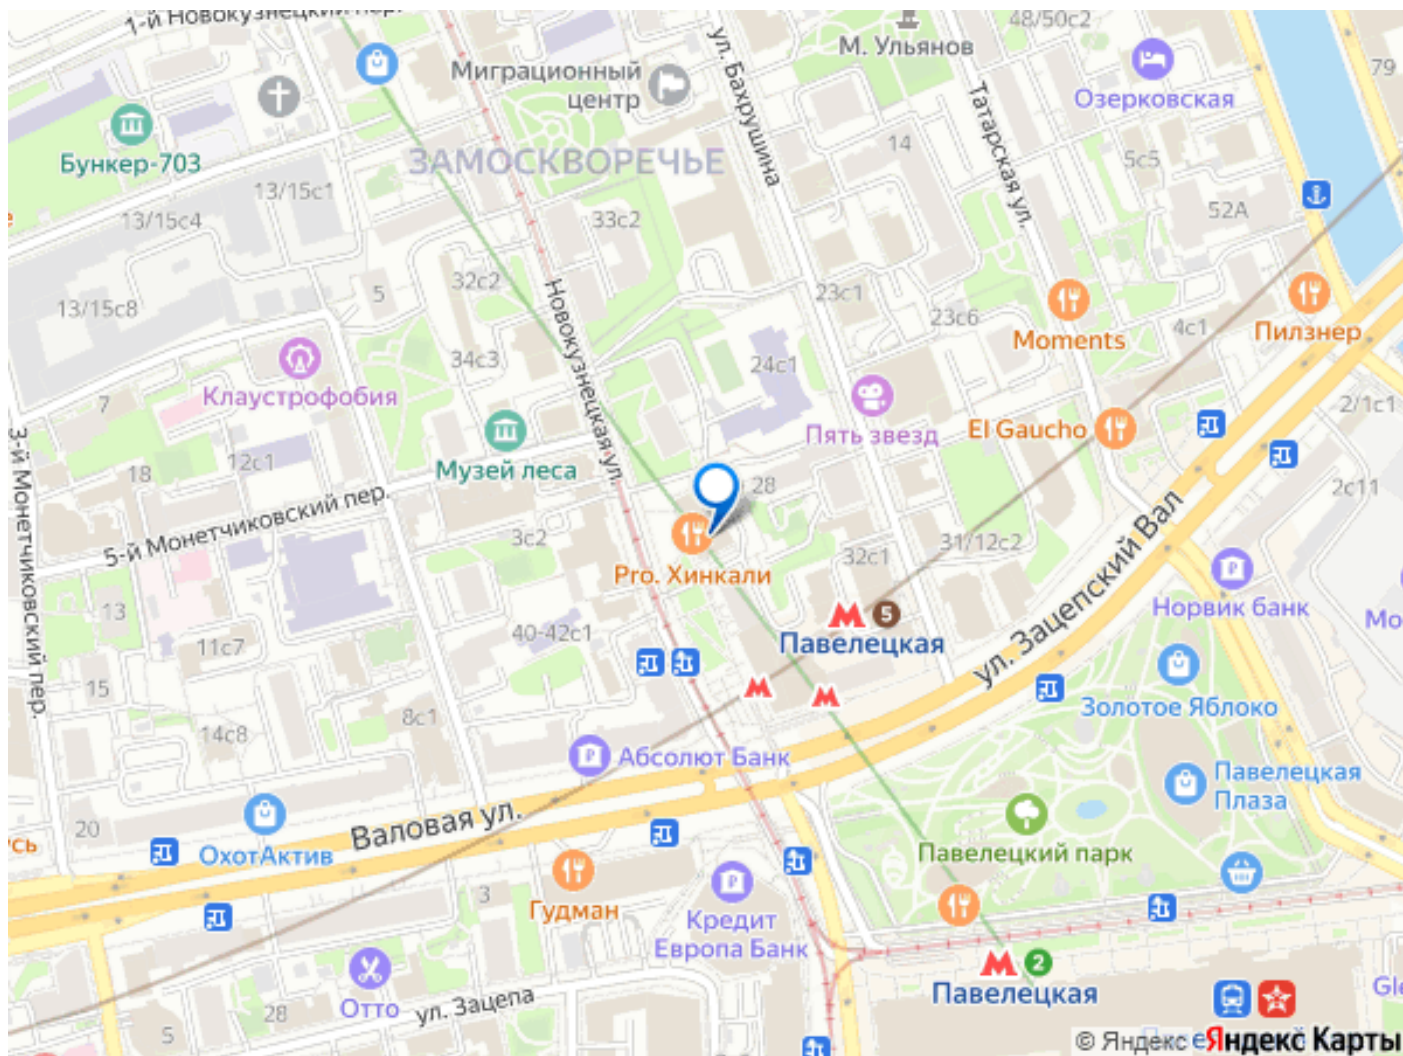 1-й Новокузнецкий пер.
48/50с2
М. Ульянов
79
ул. Бахрушина
Миграционный
центр
Озерковская
Татарская ул.
Бункер-703
ЗАМОСКВОРЕЧЬЕ
14
5с5
13/15с1
13/15с4
33с2
52А
32с2
5
13/15с8
Новокузнецкая ул.
23с1
23с6
Moments
4с1
Пилзнер
34с3
24с1
Клаустрофобия
7
2/1с1
3-й Монетчиковский пер.
Пять звезд
El Gaucho
12с1
18
Музей леса
28
2с11
5-й Монетчиковский пер.
3с2
ул. Зацепский Вал
32с1
31/12с2
Pro. Хинкали
Норвик банк
13
5
Павелецкая
11с7
40-42с1
15
8с1
14с8
Золотое Яблоко
Абсолют Банк
Павелецкая
Плаза
20
Валовая ул.
ОхотАктив
Павелецкий парк
3
Гудман
Кредит
Европа Банк
2
Павелецкая
Отто
ул. Зацепа
28
5
© Яндекс
Яндекс Карты